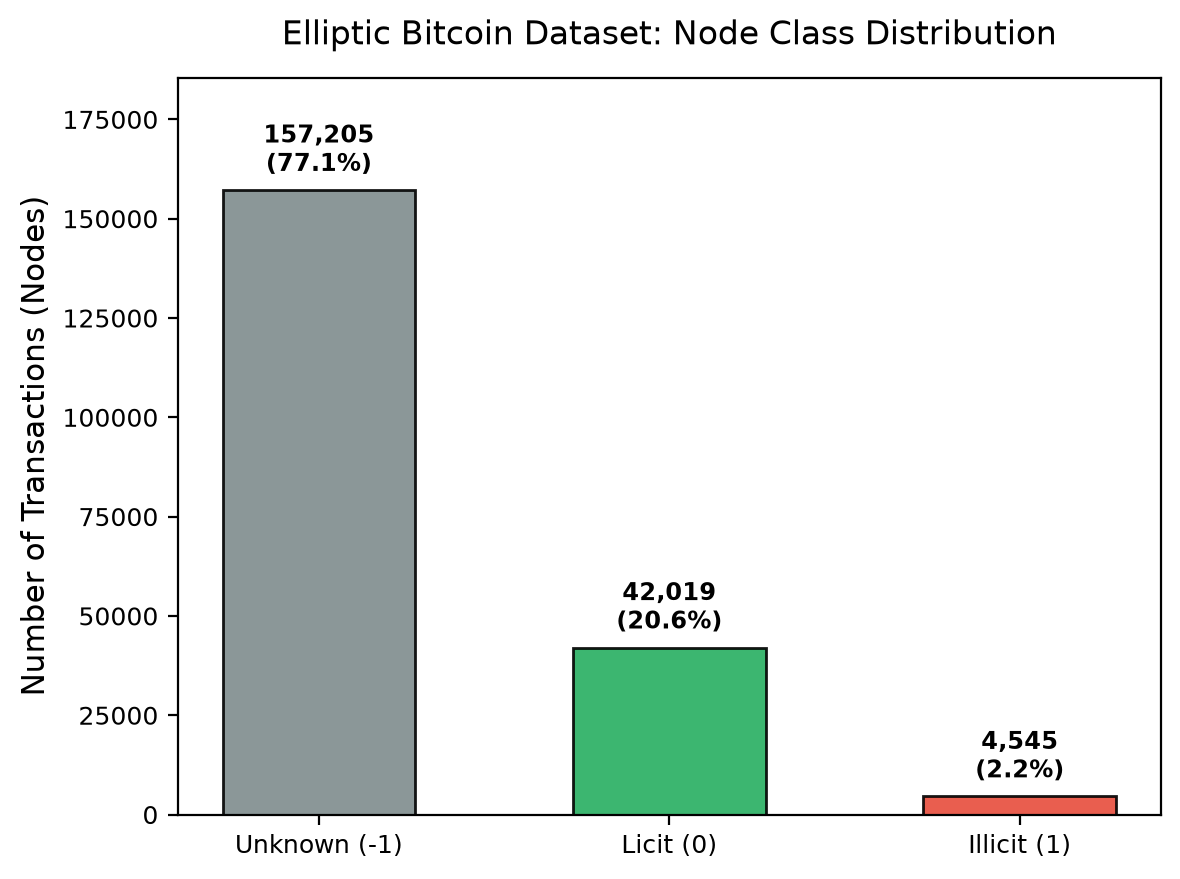 Elliptic Bitcoin Dataset: Node Class Distribution
Number of Transactions (Nodes)
175000
150000
125000
100000
75000
50000
25000
0
157,205
(77.1%)
42,019
(20.6%)
4,545
(2.2%)
Unknown (-1)
Licit (0)
Illicit (1)